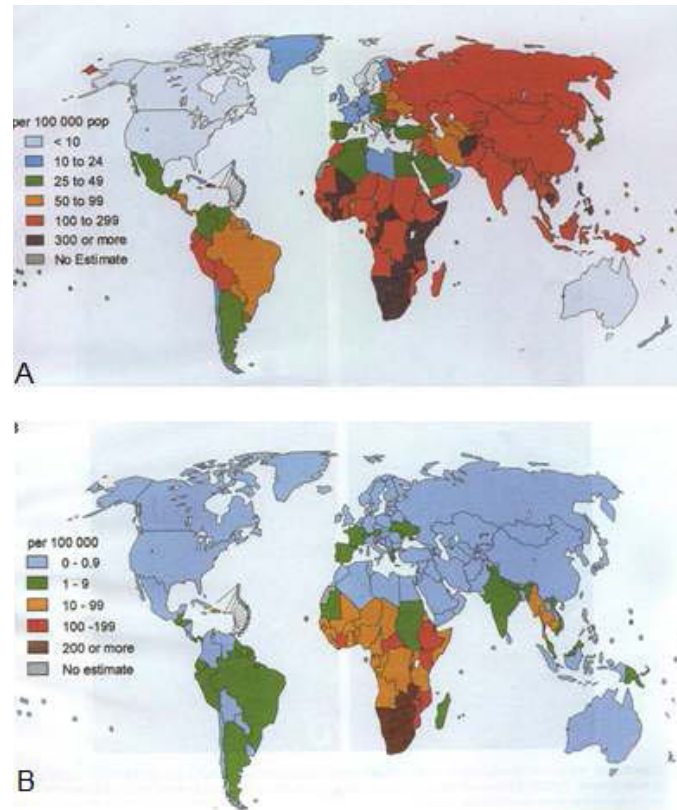 per 100 000 pop
< 10
10 to 24
25 to 49
50 to 99
100 to 299
300 or more
No Estimate
A
per 100 000
0 - 0.9
1 - 9
10 - 99
100 -199
200 or more
No estimate
B